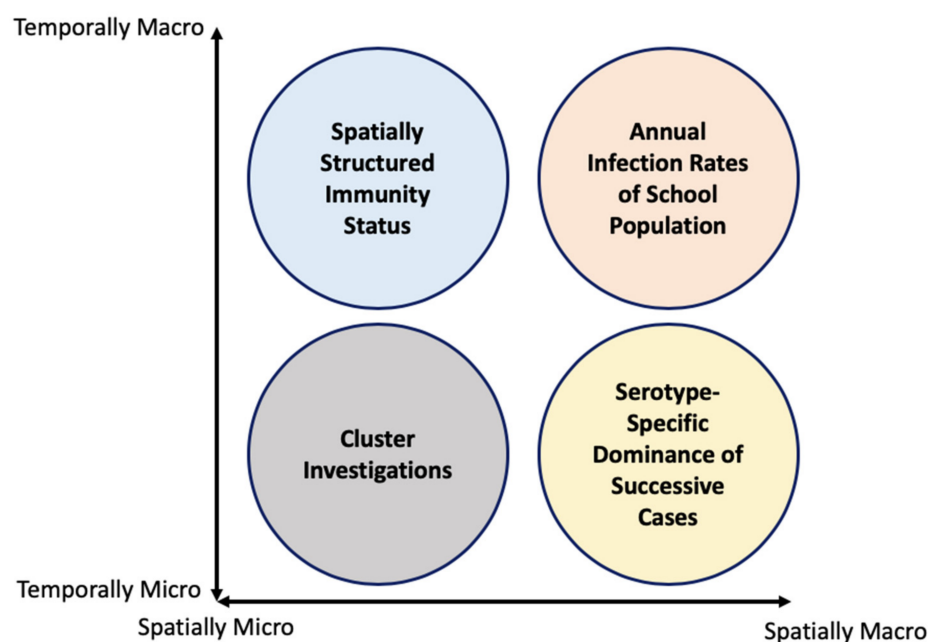 Temporally Macro
Spatially
Structured
Immunity
Status
Annual
Infection Rates
of School
Population
Cluster
Investigations
Serotype-
Specific
Dominance of
Successive
Cases
Temporally Micro
Spatially Micro
Spatially Macro